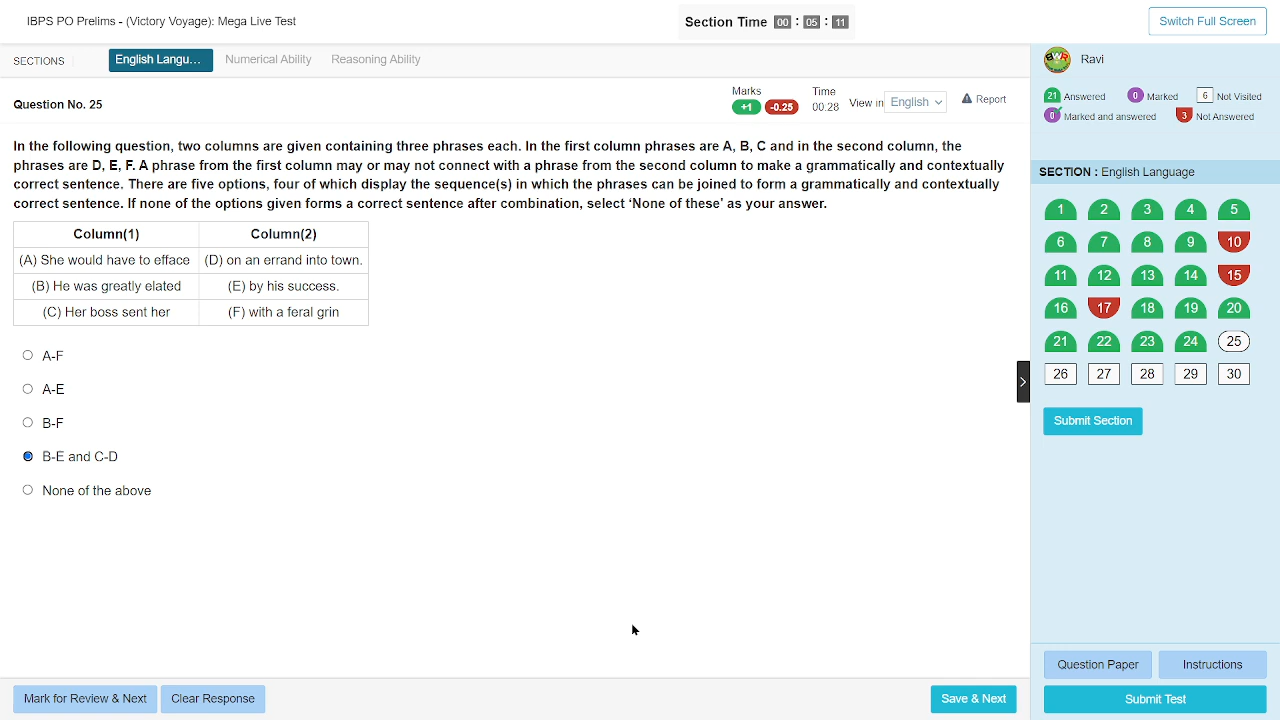 IBPS PO Prelims - (Victory Voyage): Mega Live Test
Section Time 00 : 05 : 11
Switch Full Screen
SECTIONS
English Langu...
Numerical Ability
Reasoning Ability
Ravi
21 Answered
0 Marked
6 Not Visited
0 Marked and answered
3 Not Answered
Question No. 25
Marks
+1 -0.25
Time
00:28
View in English
Report
In the following question, two columns are given containing three phrases each. In the first column phrases are A, B, C and in the second column, the
phrases are D, E, F. A phrase from the first column may or may not connect with a phrase from the second column to make a grammatically and contextually
correct sentence. There are five options, four of which display the sequence(s) in which the phrases can be joined to form a grammatically and contextually
correct sentence. If none of the options given forms a correct sentence after combination, select ‘None of these’ as your answer.
Column(1) Column(2)
(A) She would have to efface (D) on an errand into town.
(B) He was greatly elated (E) by his success.
(C) Her boss sent her (F) with a feral grin
A-F
A-E
B-F
B-E and C-D
None of the above
SECTION : English Language
1 2 3 4 5
6 7 8 9 10
11 12 13 14 15
16 17 18 19 20
21 22 23 24 25
26 27 28 29 30
Submit Section
Question Paper
Instructions
Mark for Review & Next
Clear Response
Save & Next
Submit Test